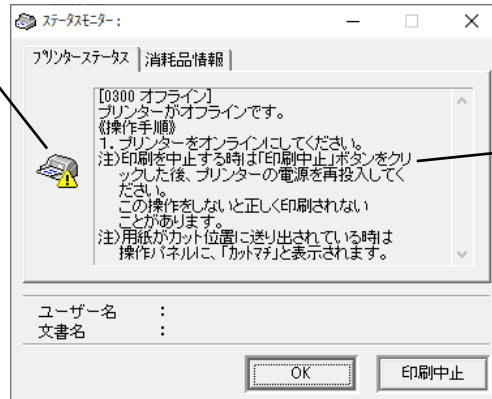 ステータスモニター :
プリンターステータス 消耗品情報
[0300 オフライン]
プリンターがオフラインです。
《操作手順》
1. プリンターをオンラインにしてください。
注)印刷を中止する時は「印刷中止」ボタンをクリ
ックした後、プリンターの電源を再投入してく
ださい。
この操作をしないと正しく印刷されない
ことがあります。
注)用紙がカット位置に送り出されている時は
操作パネルに、「カットマチ」と表示されます。
ユーザー名 :
文書名 :
OK 印刷中止